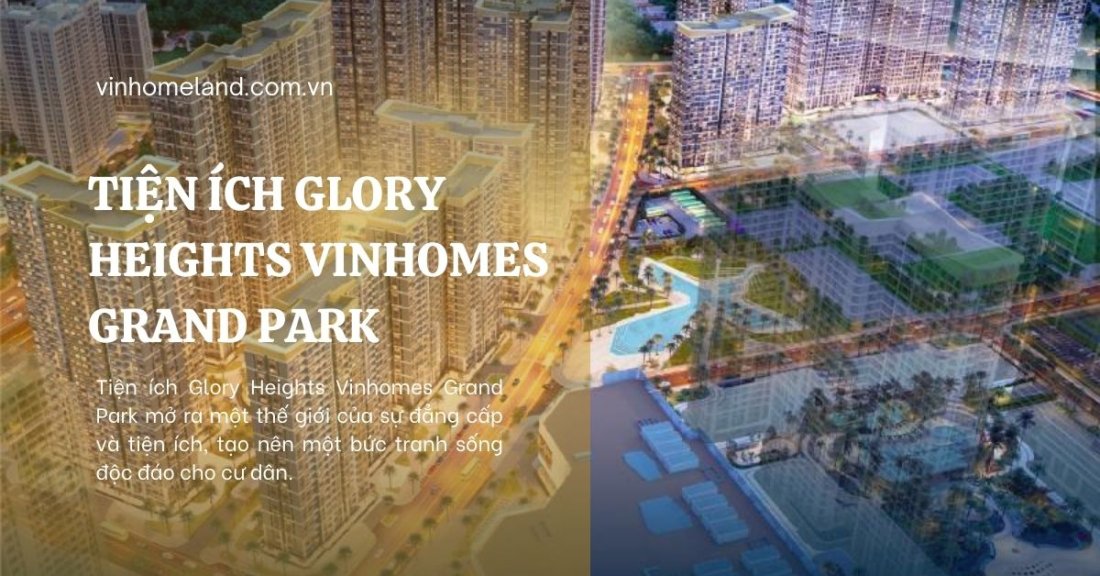 vinhomeland.com.vn
TIỆN ÍCH GLORY
HEIGHTS VINHOMES
GRAND PARK
Tiện ích Glory Heights Vinhomes Grand
Park mở ra một thế giới của sự đẳng cấp
và tiện ích, tạo nên một bức tranh sống
độc đáo cho cư dân.